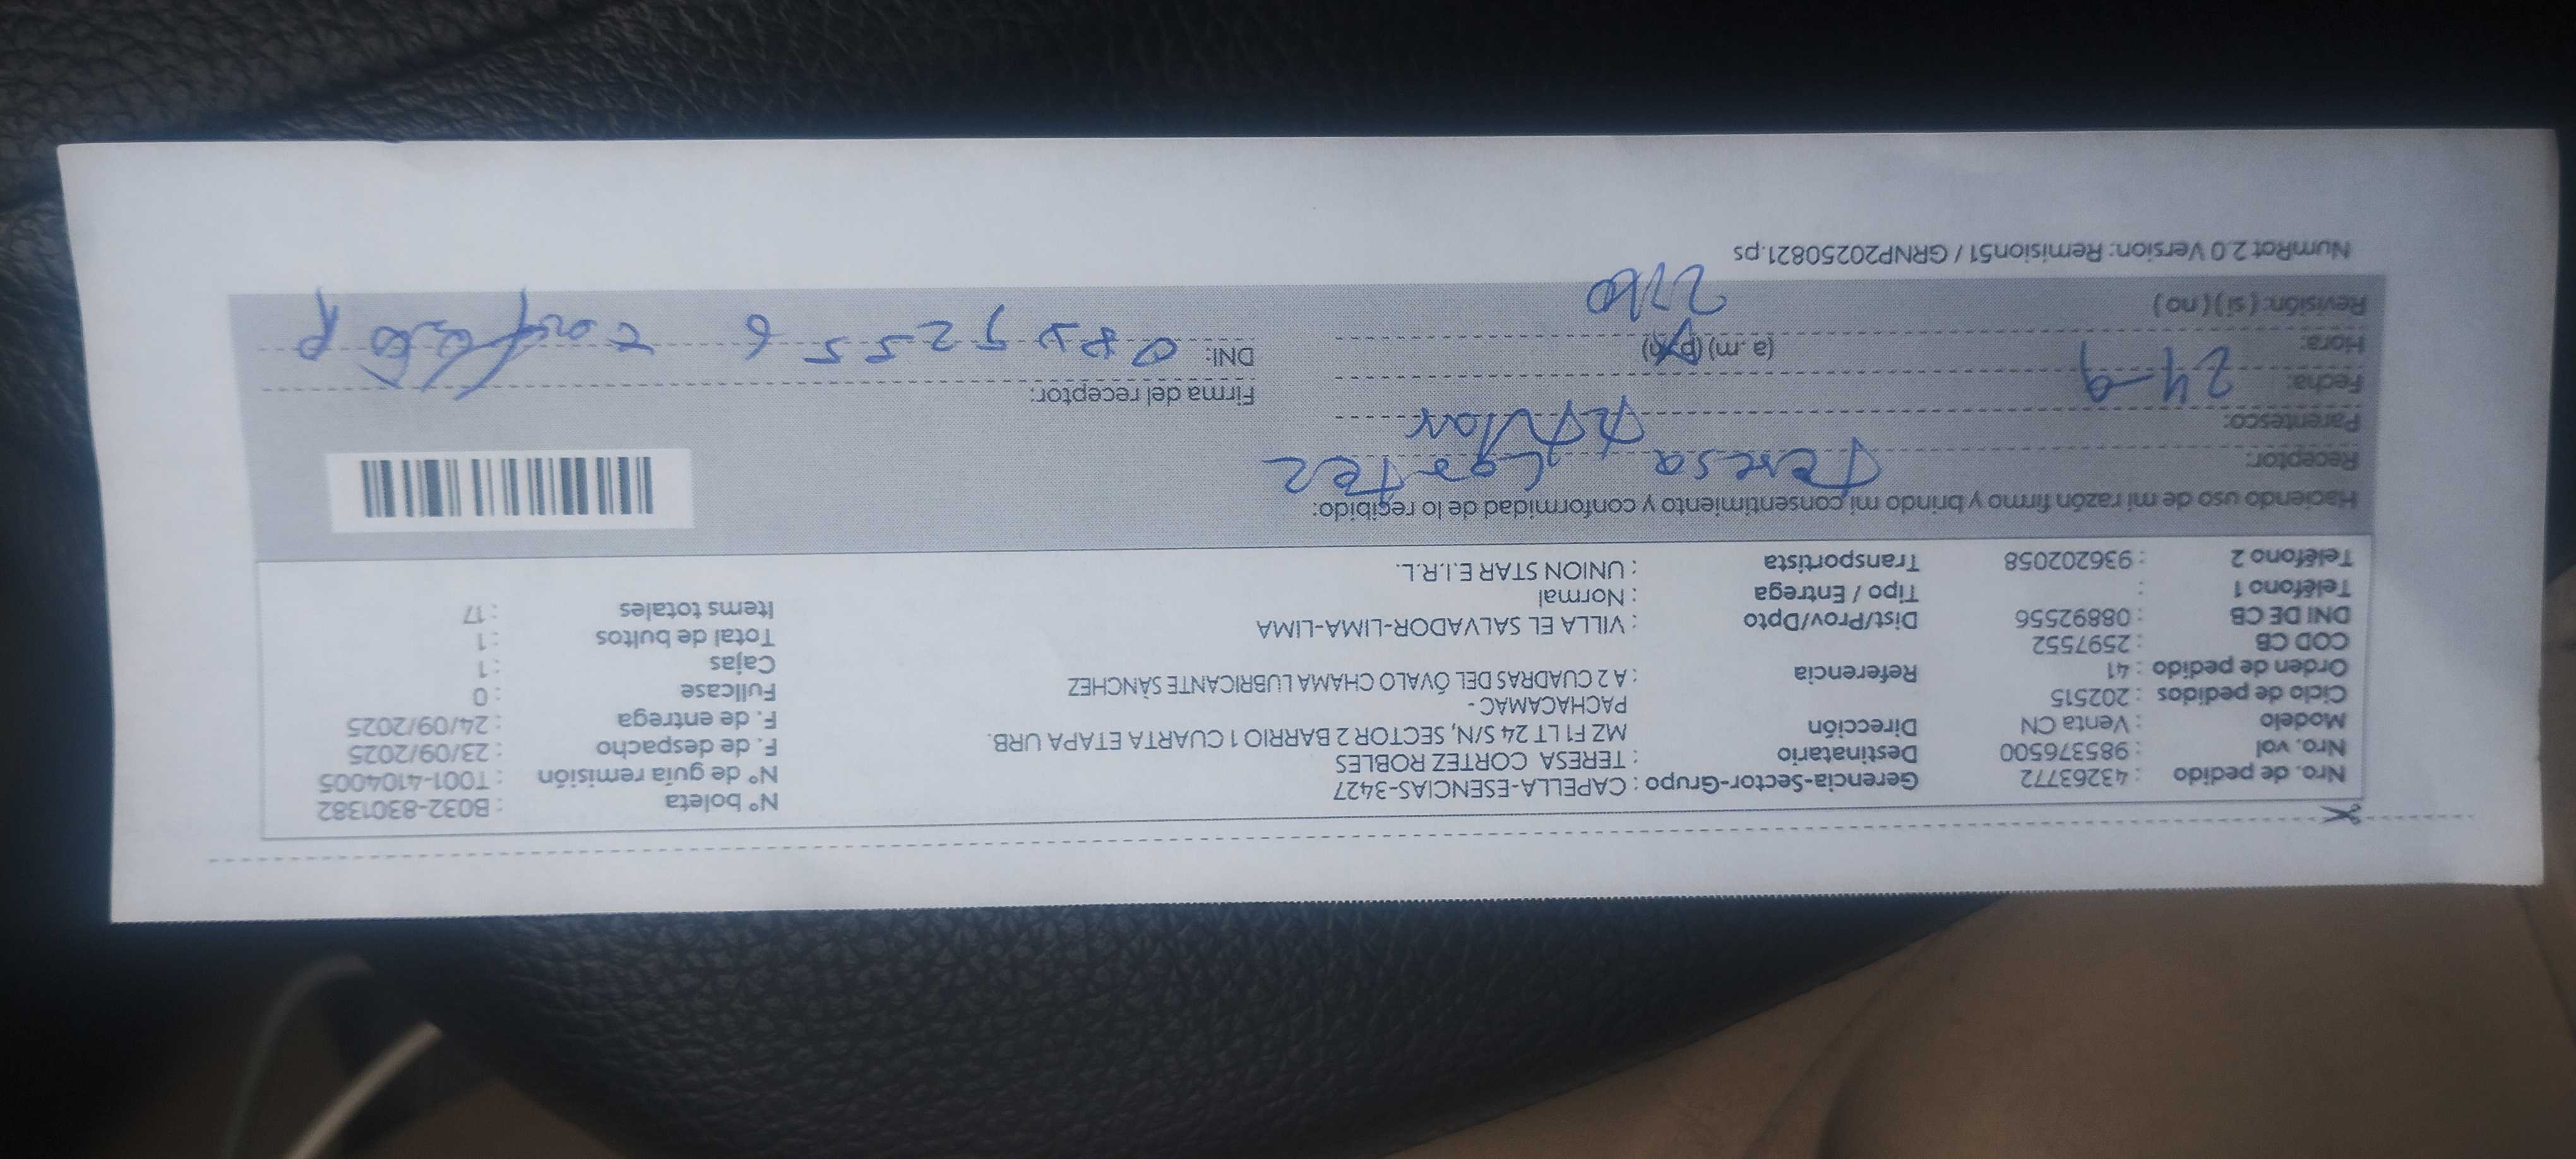 Nro. de pedido : 43263772 Gerencia-Sector-Grupo : CAPELLA-ESENCIAS-3427 N° boleta : B032-8301382
Nro. vol : 985376500 Destinatario : TERESA CORTEZ ROBLES N° de guía remisión : T001-4104005
Modelo : Venta CN Dirección MZ F1 LT 24 S/N, SECTOR 2 BARRIO 1 CUARTA ETAPA URB. F. de despacho : 23/09/2025
Ciclo de pedidos : 202515 PACHACAMAC - F. de entrega : 24/09/2025
Orden de pedido : 41 Referencia : A 2 CUADRAS DEL ÓVALO CHAMA LUBRICANTE SÀNCHEZ Fullcase : 0
COD CB : 2597552 Cajas : 1
DNI DE CB : 08892556 Dist/Prov/Dpto : VILLA EL SALVADOR-LIMA-LIMA Total de bultos : 1
Teléfono 1 : Tipo / Entrega : Normal Items totales : 17
Teléfono 2 : 936202058 Transportista : UNION STAR E.I.R.L.
Haciendo uso de mi razón firmo y brindo mi consentimiento y conformidad de lo recibido:
Receptor: Teresa Cortez
Parentesco: titular
Fecha: 24-9 Firma del receptor:
Hora: (a.m) (p.m) DNI:
Revisión: ( si ) ( no )
NumRot 2.0 Version: Remision51 / GRNP20250821.ps